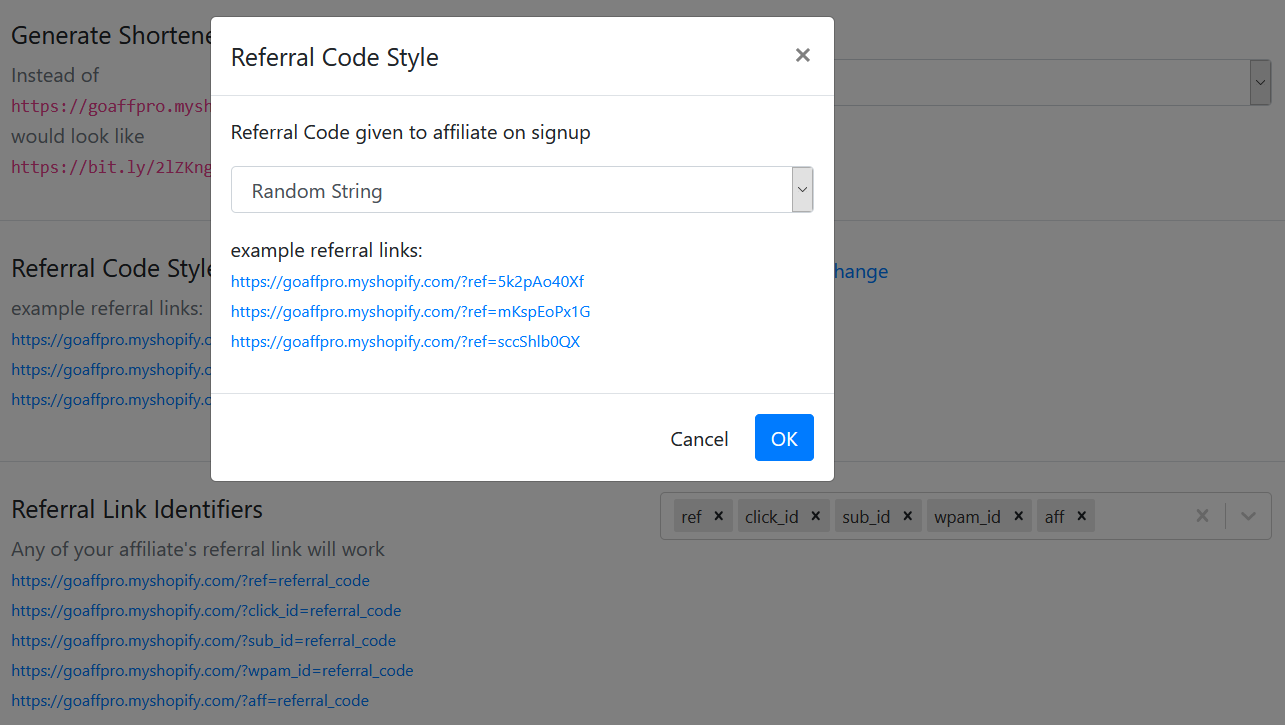 Generate Shortene
Instead of
https://goaffpro.mysh
would look like
https://bit.ly/2lZKng
Referral Code Style
example referral links:
https://goaffpro.myshopify.c
https://goaffpro.myshopify.c
https://goaffpro.myshopify.c
hange
Referral Code Style
×
Referral Code given to affiliate on signup
Random String
example referral links:
https://goaffpro.myshopify.com/?ref=5k2pAo40Xf
https://goaffpro.myshopify.com/?ref=mKspEoPx1G
https://goaffpro.myshopify.com/?ref=sccShlb0QX
Cancel OK
Referral Link Identifiers
ref × click_id × sub_id × wpam_id × aff ×
Any of your affiliate's referral link will work
https://goaffpro.myshopify.com/?ref=referral_code
https://goaffpro.myshopify.com/?click_id=referral_code
https://goaffpro.myshopify.com/?sub_id=referral_code
https://goaffpro.myshopify.com/?wpam_id=referral_code
https://goaffpro.myshopify.com/?aff=referral_code